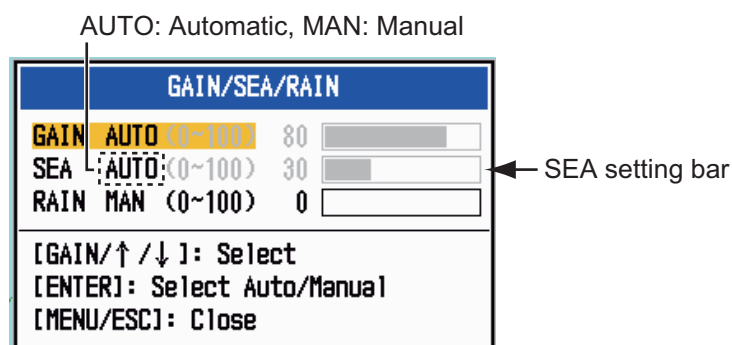 AUTO: Automatic, MAN: Manual
GAIN/SEA/RAIN
GAIN AUTO (0~100) 80
SEA AUTO (0~100) 30
SEA setting bar
RAIN MAN (0~100) 0
[GAIN/↑/↓]: Select
[ENTER]: Select Auto/Manual
[MENU/ESC]: Close